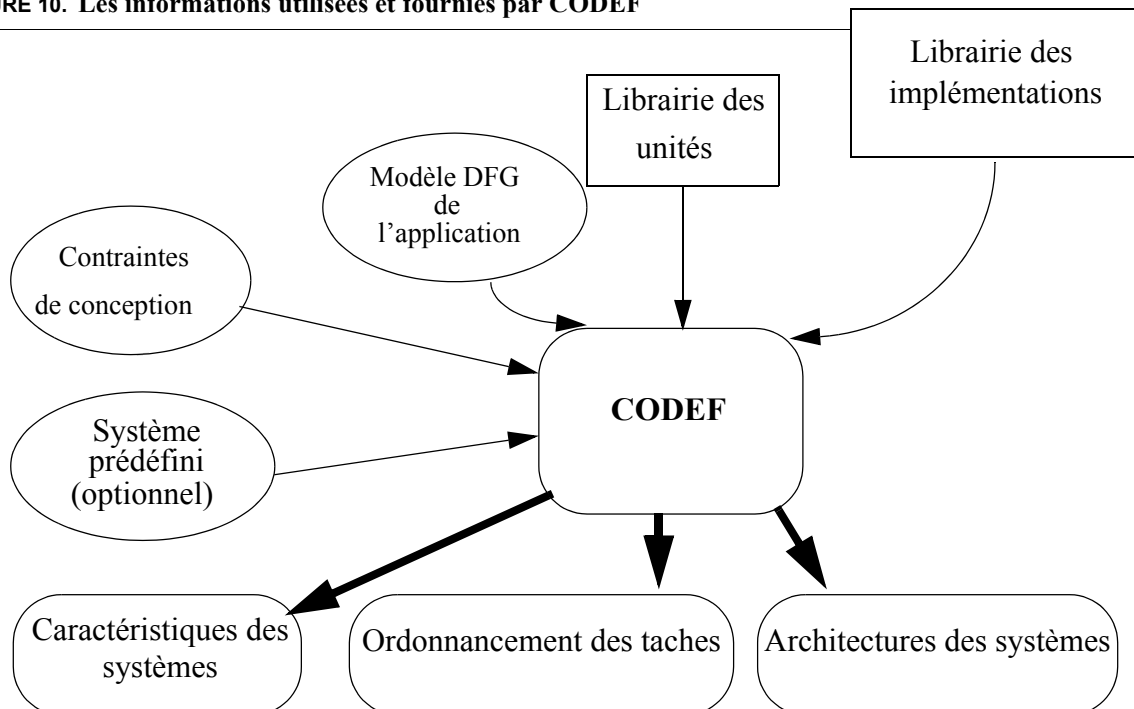 URE 10. Les informations utilisées et fournies par CODEF
Librairie des
implémentations
Librairie des
unités
Modèle DFG
de
l’application
Contraintes
de conception
CODEF
Système
prédéfini
(optionnel)
Caractéristiques des
systèmes
Ordonnancement des taches
Architectures des systèmes